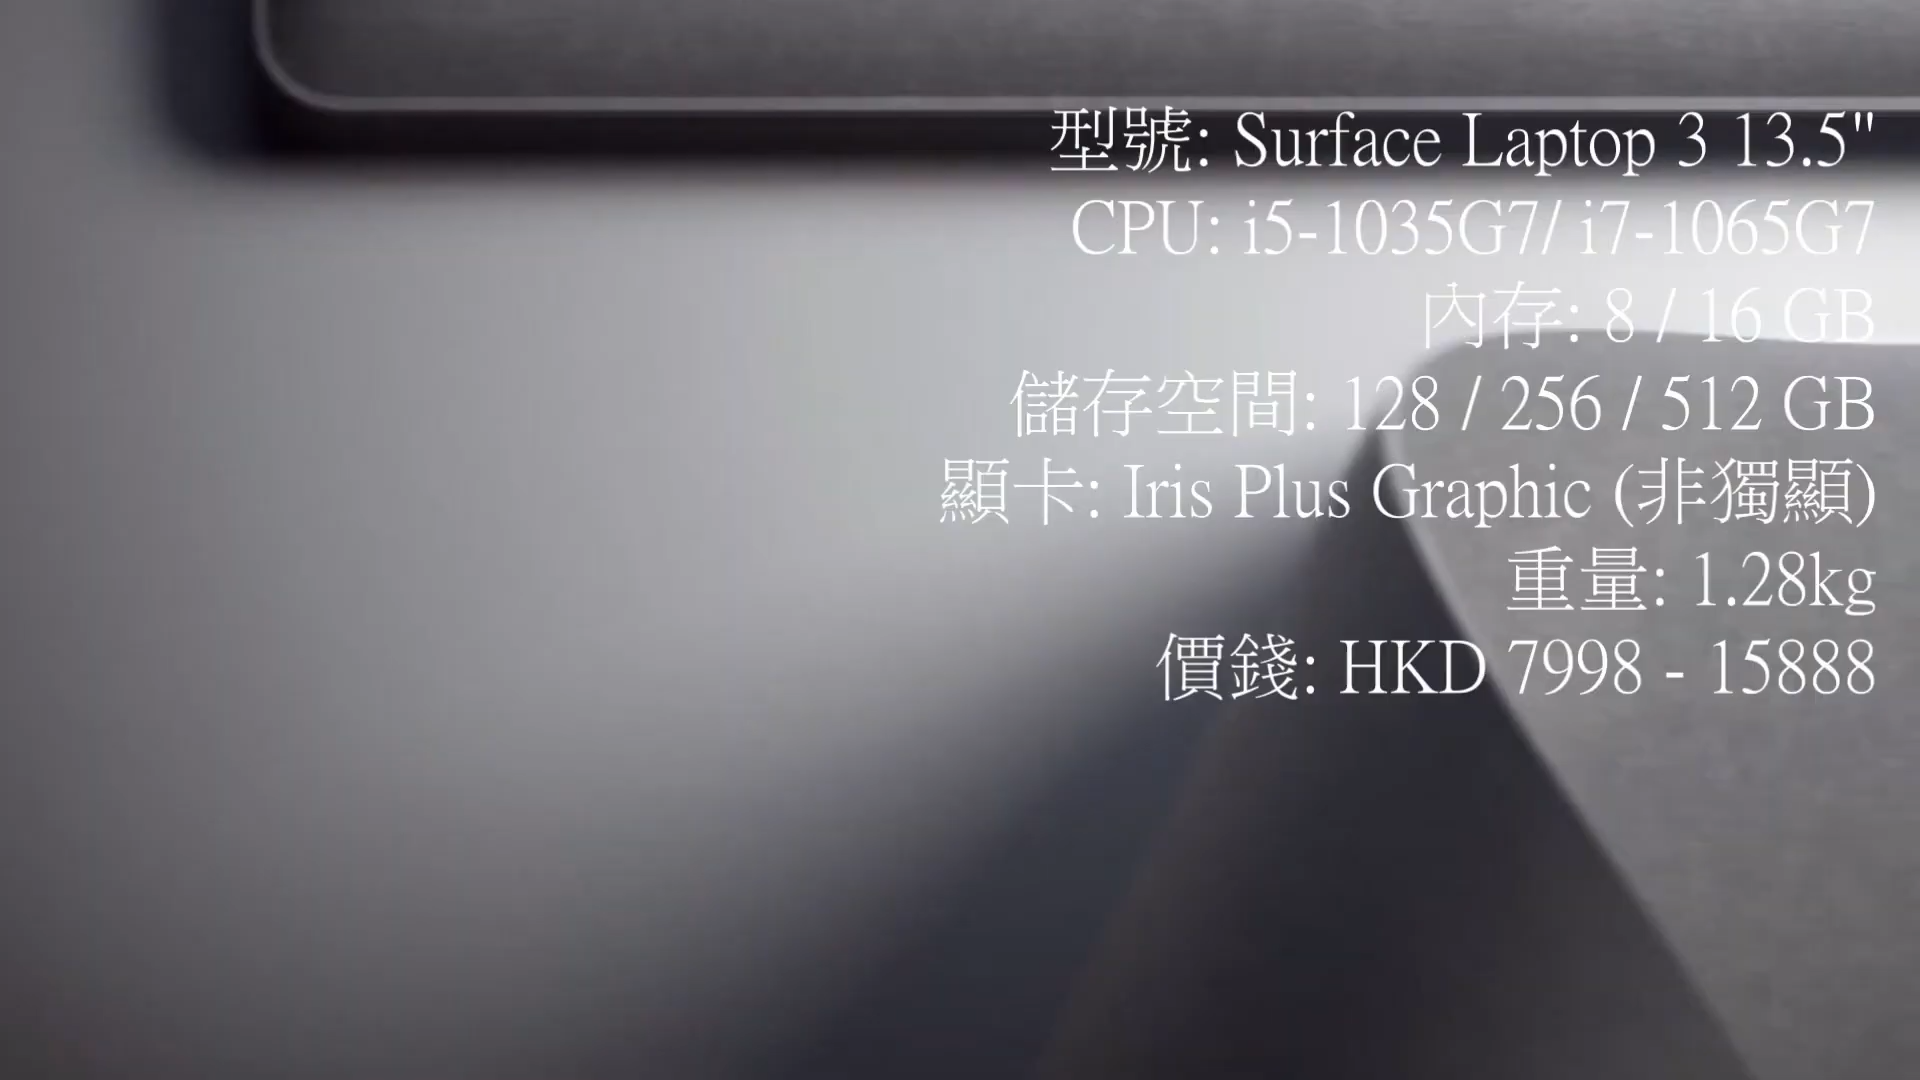 型號: Surface Laptop 3 13.5"
CPU: i5-1035G7/ i7-1065G7
內存: 8 / 16 GB
儲存空間: 128 / 256 / 512 GB
顯卡: Iris Plus Graphic (非獨顯)
重量: 1.28kg
價錢: HKD 7998 - 15888